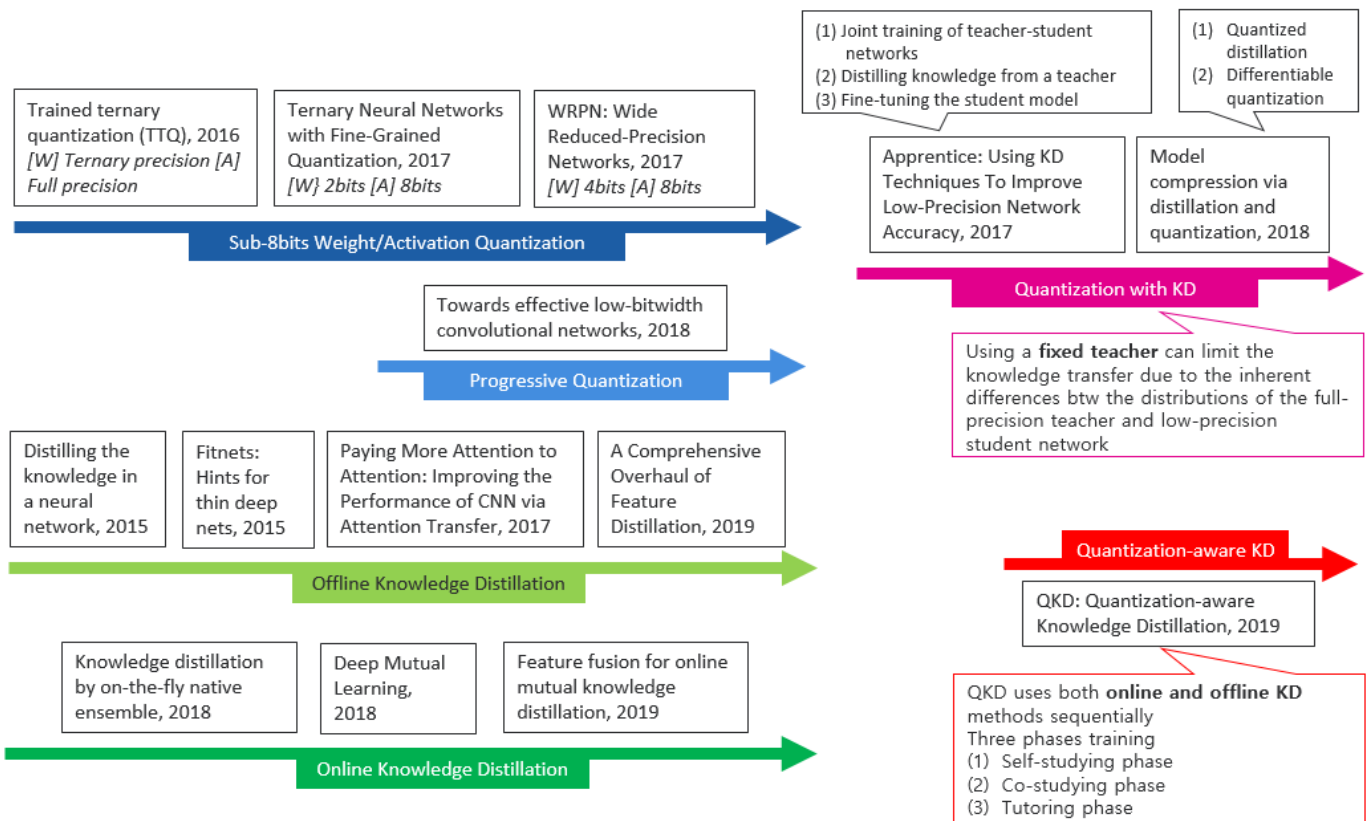 Trained ternary
quantization (TTQ), 2016
[W] Ternary precision [A]
Full precision
Ternary Neural Networks
with Fine-Grained
Quantization, 2017
[W} 2bits [A] 8bits
WRPN: Wide
Reduced-Precision
Networks, 2017
[W] 4bits [A] 8bits
Sub-8bits Weight/Activation Quantization
Towards effective low-bitwidth
convolutional networks, 2018
Progressive Quantization
Distilling the
knowledge in
a neural
network, 2015
Fitnets:
Hints for
thin deep
nets, 2015
Paying More Attention to
Attention: Improving the
Performance of CNN via
Attention Transfer, 2017
A Comprehensive
Overhaul of
Feature
Distillation, 2019
Offline Knowledge Distillation
Knowledge distillation
by on-the-fly native
ensemble, 2018
Deep Mutual
Learning,
2018
Feature fusion for online
mutual knowledge
distillation, 2019
Online Knowledge Distillation
(1) Joint training of teacher-student
networks
(2) Distilling knowledge from a teacher
(3) Fine-tuning the student model
(1) Quantized
distillation
(2) Differentiable
quantization
Apprentice: Using KD
Techniques To Improve
Low-Precision Network
Accuracy, 2017
Model
compression via
distillation and
quantization, 2018
Quantization with KD
Using a fixed teacher can limit the
knowledge transfer due to the inherent
differences btw the distributions of the full-
precision teacher and low-precision
student network
Quantization-aware KD
QKD: Quantization-aware
Knowledge Distillation, 2019
QKD uses both online and offline KD
methods sequentially
Three phases training
(1) Self-studying phase
(2) Co-studying phase
(3) Tutoring phase